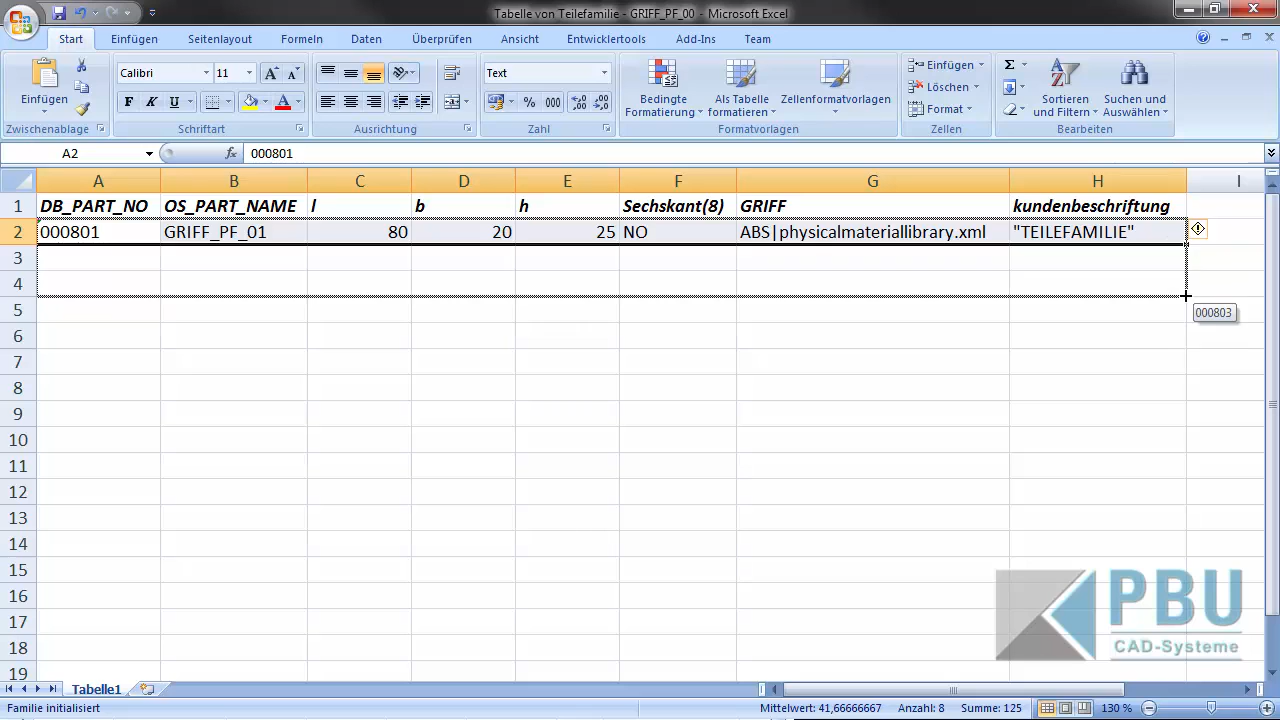 Tabelle von Teilefamilie - GRIFF_PF_00 - Microsoft Excel
Start Einfügen Seitenlayout Formeln Daten Überprüfen Ansicht Entwicklertools Add-Ins Team
Einfügen
Zwischenablage
Calibri 11
F K U
Schriftart
Ausrichtung
Text
% 000
Zahl
Bedingte Formatierung
Als Tabelle formatieren
Zellenformatvorlagen
Formatvorlagen
Einfügen
Löschen
Format
Zellen
Sortieren und Filtern
Suchen und Auswählen
Bearbeiten
A2 fx 000801
A B C D E F G H I
1 DB_PART_NO OS_PART_NAME l b h Sechskant(8) GRIFF kundenbeschriftung
2 000801 GRIFF_PF_01 80 20 25 NO ABS|physicalmateriallibrary.xml "TEILEFAMILIE"
3
4
000803
5
6
7
8
9
10
11
12
13
14
15
16
17
18
19
PBU
CAD-Systeme
Tabelle1
Familie initialisiert Mittelwert: 41,66666667 Anzahl: 8 Summe: 125 130 %